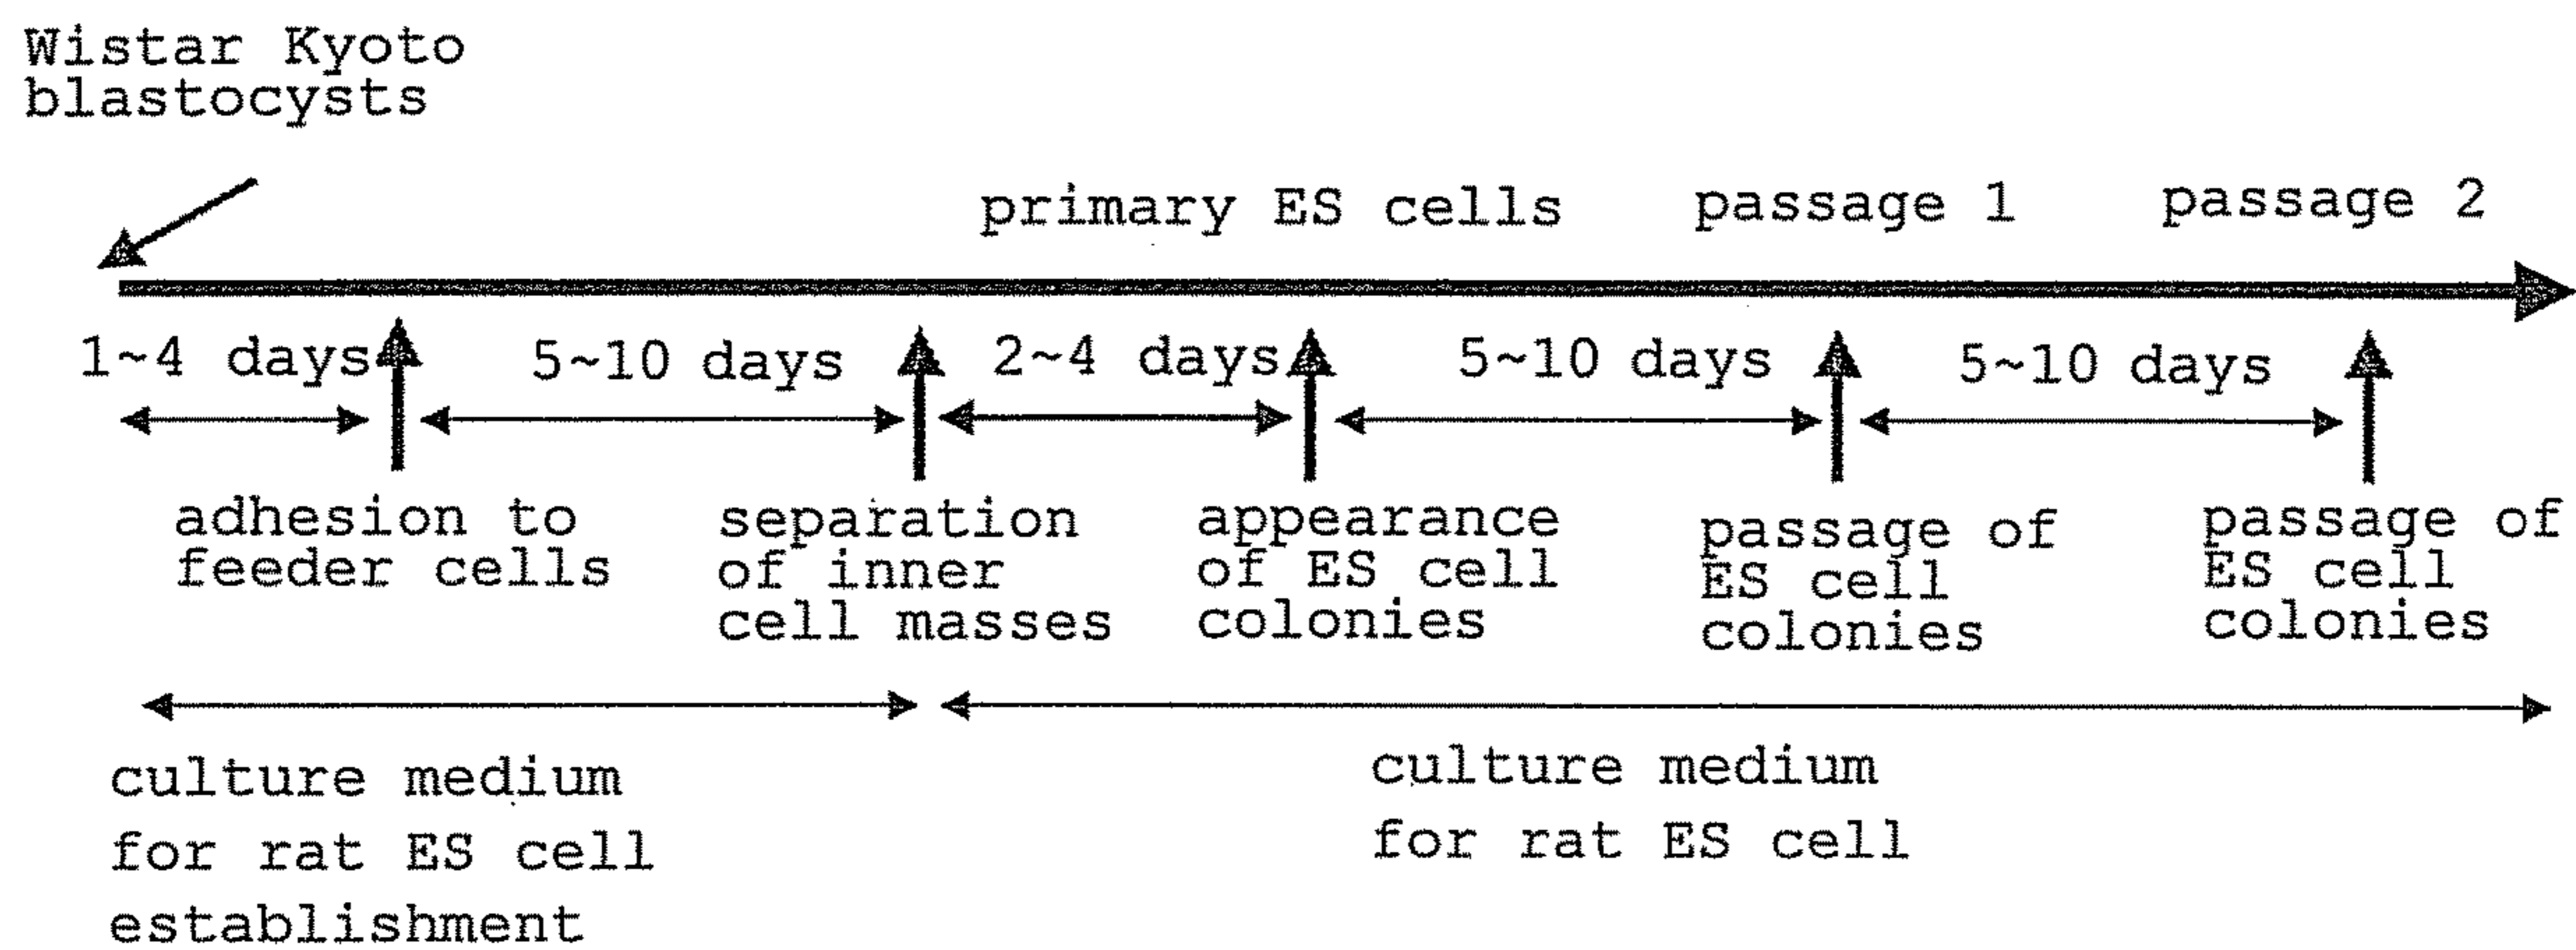 Wistar Kyoto
blastocysts
primary ES cells
passage 1
passage 2
1~4 days
5~10 days
2~4 days
5~10 days
5~10 days
adhesion to
feeder cells
separation
of inner
cell masses
appearance
of ES cell
colonies
passage of
ES cell
colonies
passage of
ES cell
colonies
culture medium
for rat ES cell
establishment
culture medium
for rat ES cell